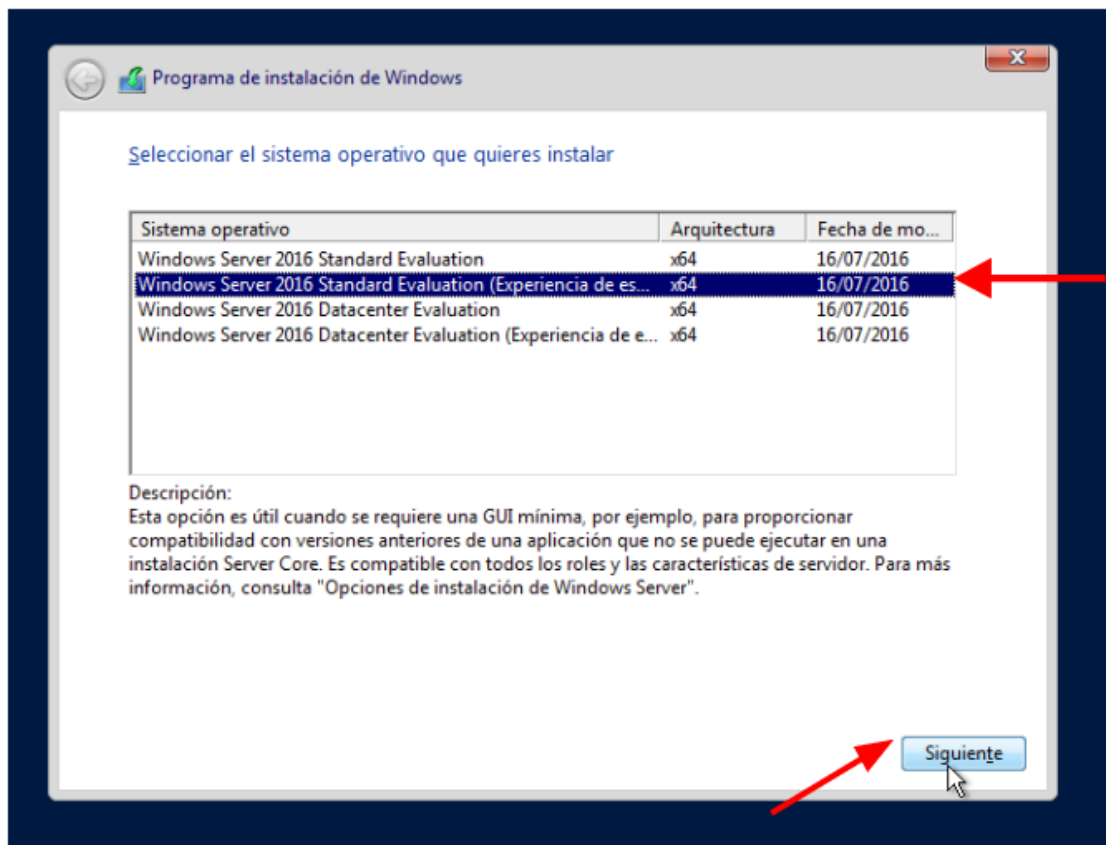 Programa de instalación de Windows
Seleccionar el sistema operativo que quieres instalar
Sistema operativo Arquitectura Fecha de mo...
Windows Server 2016 Standard Evaluation x64 16/07/2016
Windows Server 2016 Standard Evaluation (Experiencia de es... x64 16/07/2016
Windows Server 2016 Datacenter Evaluation x64 16/07/2016
Windows Server 2016 Datacenter Evaluation (Experiencia de e... x64 16/07/2016
Descripción:
Esta opción es útil cuando se requiere una GUI mínima, por ejemplo, para proporcionar
compatibilidad con versiones anteriores de una aplicación que no se puede ejecutar en una
instalación Server Core. Es compatible con todos los roles y las características de servidor. Para más
información, consulta "Opciones de instalación de Windows Server".
Siguiente